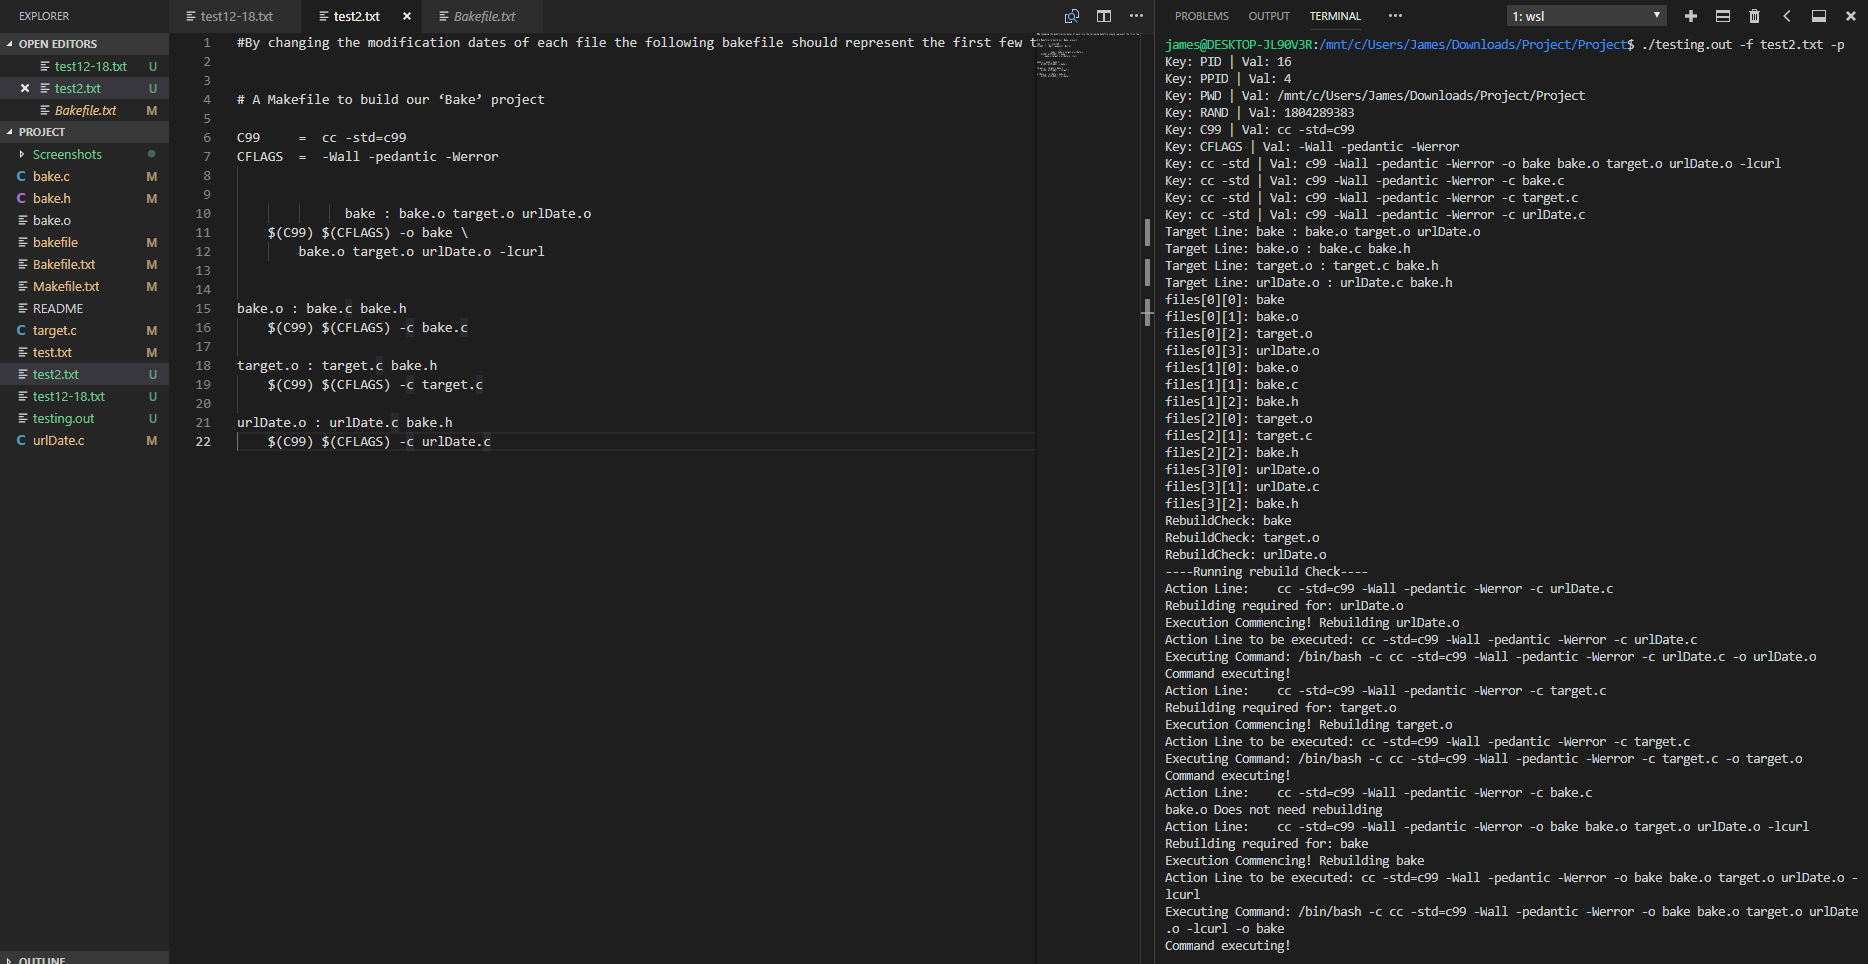 EXPLORER
OPEN EDITORS
test12-18.txt U
test2.txt U
Bakefile.txt M
PROJECT
Screenshots
C bake.c M
C bake.h M
bake.o
bakefile M
Bakefile.txt M
Makefile.txt M
README
C target.c M
test.txt M
test2.txt U
test12-18.txt U
testing.out U
C urlDate.c M
OUTLINE
test12-18.txt
test2.txt
Bakefile.txt
1 #By changing the modification dates of each file the following bakefile should represent the first few t
2
3
4 # A Makefile to build our ‘Bake’ project
5
6 C99     =  cc -std=c99
7 CFLAGS  =  -Wall -pedantic -Werror
8
9
10 bake : bake.o target.o urlDate.o
11 $(C99) $(CFLAGS) -o bake \
12 bake.o target.o urlDate.o -lcurl
13
14
15 bake.o : bake.c bake.h
16 $(C99) $(CFLAGS) -c bake.c
17
18 target.o : target.c bake.h
19 $(C99) $(CFLAGS) -c target.c
20
21 urlDate.o : urlDate.c bake.h
22 $(C99) $(CFLAGS) -c urlDate.c
PROBLEMS OUTPUT TERMINAL ••• 1: wsl
james@DESKTOP-JL90V3R:/mnt/c/Users/James/Downloads/Project/Project$ ./testing.out -f test2.txt -p
Key: PID | Val: 16
Key: PPID | Val: 4
Key: PWD | Val: /mnt/c/Users/James/Downloads/Project/Project
Key: RAND | Val: 1804289383
Key: C99 | Val: cc -std=c99
Key: CFLAGS | Val: -Wall -pedantic -Werror
Key: cc -std | Val: c99 -Wall -pedantic -Werror -o bake bake.o target.o urlDate.o -lcurl
Key: cc -std | Val: c99 -Wall -pedantic -Werror -c bake.c
Key: cc -std | Val: c99 -Wall -pedantic -Werror -c target.c
Key: cc -std | Val: c99 -Wall -pedantic -Werror -c urlDate.c
Target Line: bake : bake.o target.o urlDate.o
Target Line: bake.o : bake.c bake.h
Target Line: target.o : target.c bake.h
Target Line: urlDate.o : urlDate.c bake.h
files[0][0]: bake
files[0][1]: bake.o
files[0][2]: target.o
files[0][3]: urlDate.o
files[1][0]: bake.o
files[1][1]: bake.c
files[1][2]: bake.h
files[2][0]: target.o
files[2][1]: target.c
files[2][2]: bake.h
files[3][0]: urlDate.o
files[3][1]: urlDate.c
files[3][2]: bake.h
RebuildCheck: bake
RebuildCheck: target.o
RebuildCheck: urlDate.o
----Running rebuild Check----
Action Line:    cc -std=c99 -Wall -pedantic -Werror -c urlDate.c
Rebuilding required for: urlDate.o
Execution Commencing! Rebuilding urlDate.o
Action Line to be executed: cc -std=c99 -Wall -pedantic -Werror -c urlDate.c
Executing Command: /bin/bash -c cc -std=c99 -Wall -pedantic -Werror -c urlDate.c -o urlDate.o
Command executing!
Action Line:    cc -std=c99 -Wall -pedantic -Werror -c target.c
Rebuilding required for: target.o
Execution Commencing! Rebuilding target.o
Action Line to be executed: cc -std=c99 -Wall -pedantic -Werror -c target.c
Executing Command: /bin/bash -c cc -std=c99 -Wall -pedantic -Werror -c target.c -o target.o
Command executing!
Action Line:    cc -std=c99 -Wall -pedantic -Werror -c bake.c
bake.o Does not need rebuilding
Action Line:    cc -std=c99 -Wall -pedantic -Werror -o bake bake.o target.o urlDate.o -lcurl
Rebuilding required for: bake
Execution Commencing! Rebuilding bake
Action Line to be executed: cc -std=c99 -Wall -pedantic -Werror -o bake bake.o target.o urlDate.o -
lcurl
Executing Command: /bin/bash -c cc -std=c99 -Wall -pedantic -Werror -o bake bake.o target.o urlDate
.o -lcurl -o bake
Command executing!